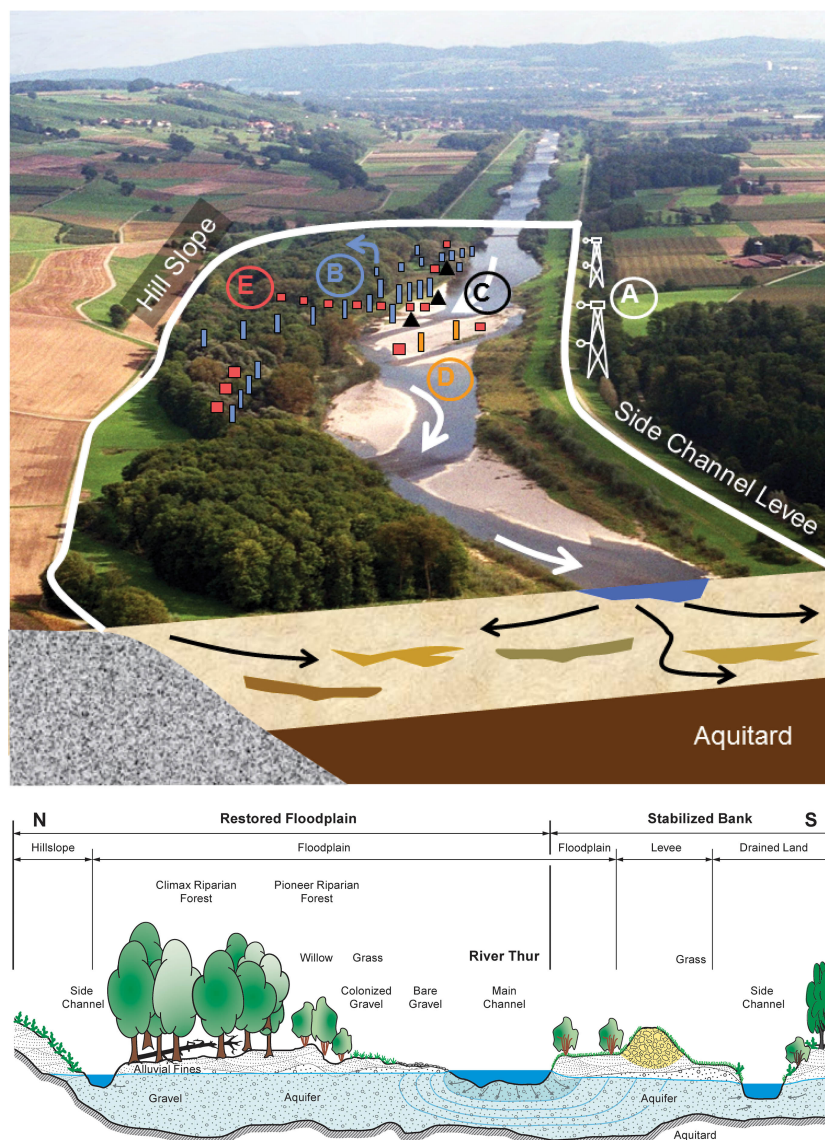 Hill Slope
E
B
C
A
D
Side Channel Levee
Aquitard
N
Restored Floodplain
Stabilized Bank
S
Hillslope
Floodplain
Floodplain
Levee
Drained Land
Climax Riparian
Forest
Pioneer Riparian
Forest
Willow
Grass
River Thur
Grass
Side
Channel
Colonized
Gravel
Bare
Gravel
Main
Channel
Side
Channel
Alluvial Fines
Gravel
Aquifer
Aquifer
Aquitard